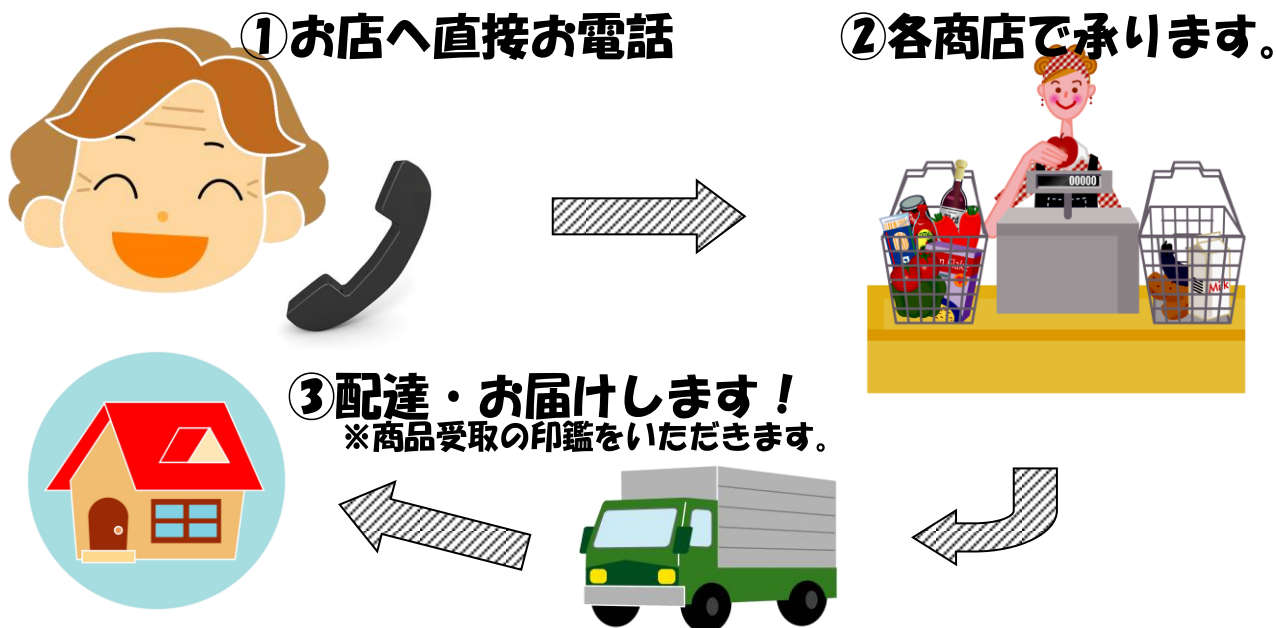 ①お店へ直接お電話
②各商店で承ります。
00000
Milk
③配達・お届けします！
※商品受取の印鑑をいただきます。